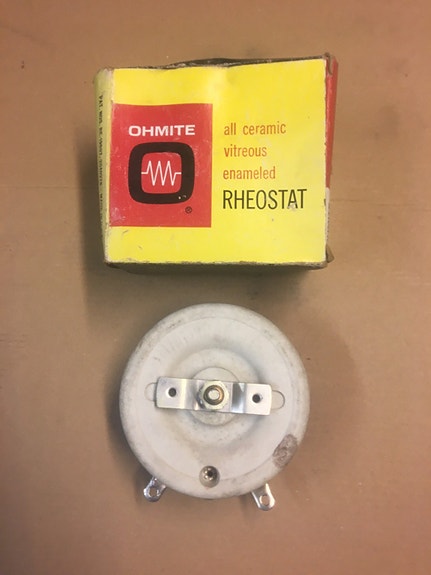 OHMITE
®
all ceramic
vitreous
enameled
RHEOSTAT